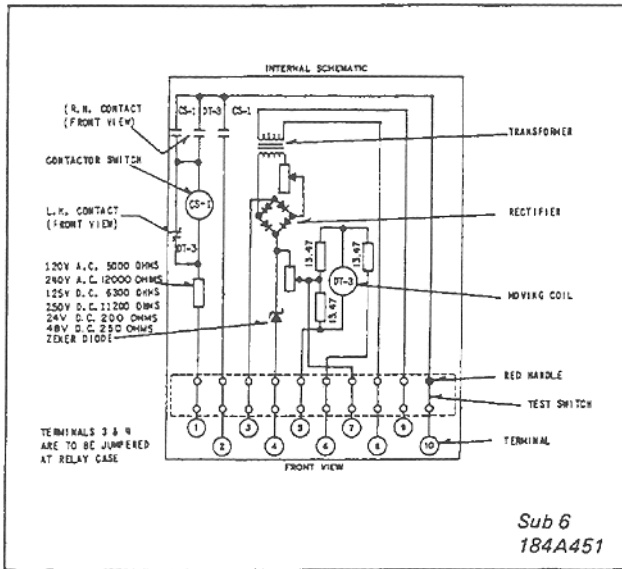 INTERNAL SCHEMATIC
(R.H. CONTACT
(FRONT VIEW)
CS-1
DT-3
CS-1
TRANSFORMER
CONTACTOR SWITCH
CS-1
L.H. CONTACT
(FRONT VIEW)
DT-3
RECTIFIER
120V A.C. 5000 OHMS
240V A.C. 12000 OHMS
125V D.C. 6300 OHMS
250V D.C. 11200 OHMS
24V D.C. 200 OHMS
48V D.C. 250 OHMS
ZENER DIODE
13.47
13.47
DT-3
13.47
MOVING COIL
RED HANDLE
TEST SWITCH
TERMINALS 3 & 4
ARE TO BE JUMPERED
AT RELAY CASE
1
2
3
4
5
6
7
8
9
10
TERMINAL
FRONT VIEW
Sub 6
184A451